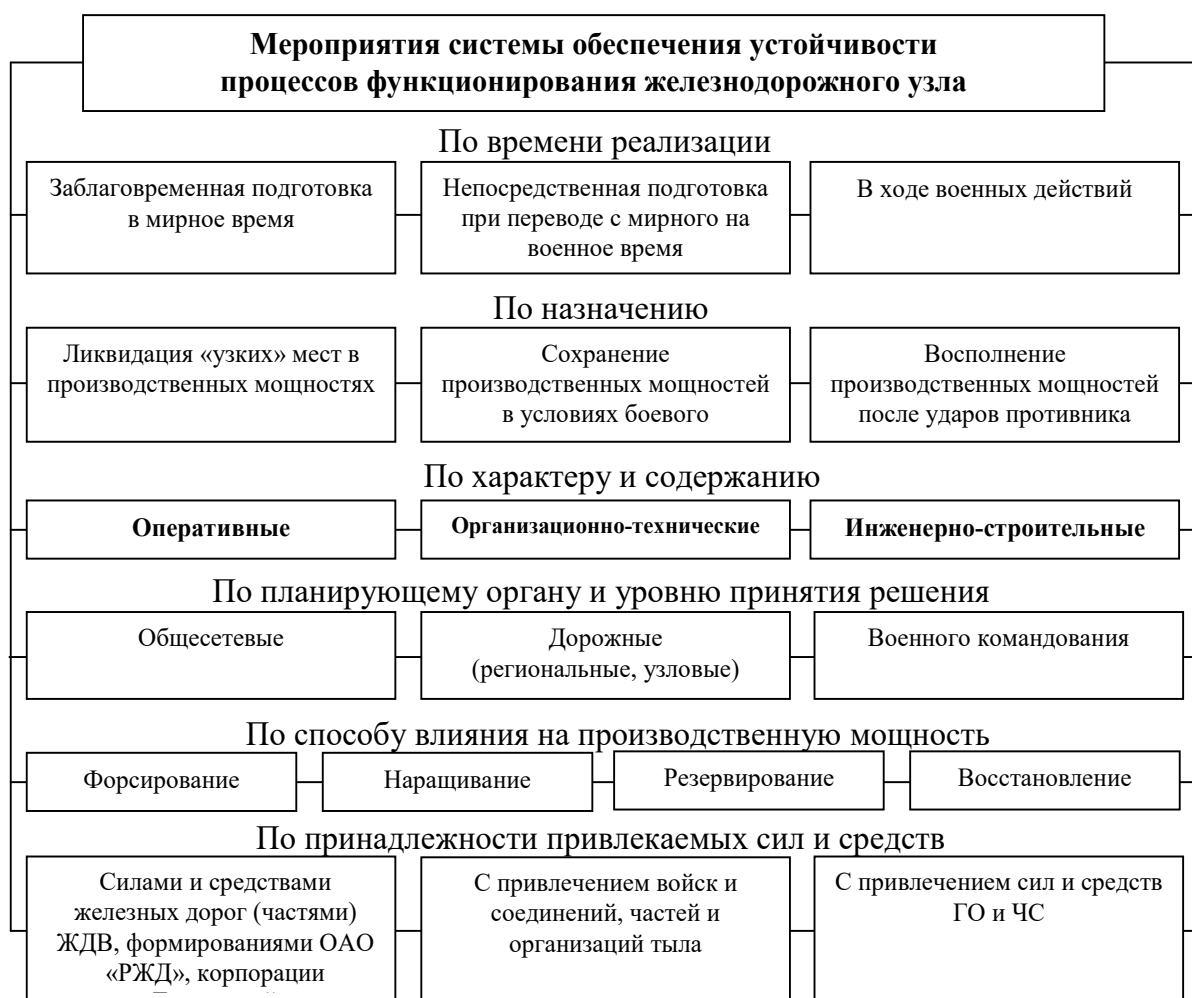 Мероприятия системы обеспечения устойчивости
процессов функционирования железнодорожного узла
По времени реализации
Заблаговременная подготовка
в мирное время
Непосредственная подготовка
при переводе с мирного на
военное время
В ходе военных действий
По назначению
Ликвидация «узких» мест в
производственных мощностях
Сохранение
производственных мощностей
в условиях боевого
Восполнение
производственных мощностей
после ударов противника
По характеру и содержанию
Оперативные
Организационно-технические
Инженерно-строительные
По планирующему органу и уровню принятия решения
Общесетевые
Дорожные
(региональные, узловые)
Военного командования
По способу влияния на производственную мощность
Форсирование
Наращивание
Резервирование
Восстановление
По принадлежности привлекаемых сил и средств
Силами и средствами
железных дорог (частями)
ЖДВ, формированиями ОАО
«РЖД», корпорации
С привлечением войск и
соединений, частей и
организаций тыла
С привлечением сил и средств
ГО и ЧС